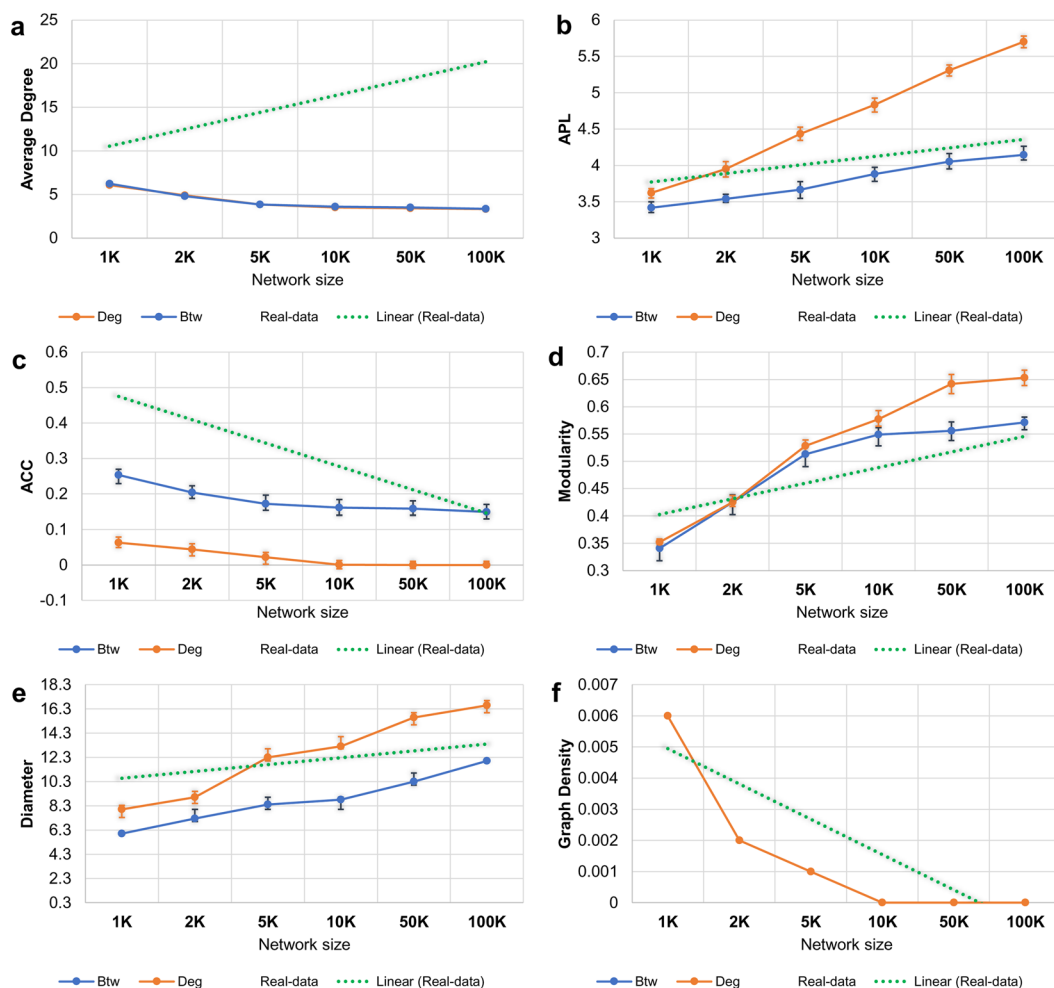 a
25
20
15
10
5
0
Average Degree
1K 2K 5K 10K 50K 100K
Network size
Deg Btw Real-data Linear (Real-data)
b
6
5.5
5
4.5
4
3.5
3
APL
1K 2K 5K 10K 50K 100K
Network size
Btw Deg Real-data Linear (Real-data)
c
0.6
0.5
0.4
0.3
0.2
0.1
0
-0.1
ACC
1K 2K 5K 10K 50K 100K
Network size
Btw Deg Real-data Linear (Real-data)
d
0.7
0.65
0.6
0.55
0.5
0.45
0.4
0.35
0.3
Modularity
1K 2K 5K 10K 50K 100K
Network size
Btw Deg Real-data Linear (Real-data)
e
18.3
16.3
14.3
12.3
10.3
8.3
6.3
4.3
2.3
0.3
Diameter
1K 2K 5K 10K 50K 100K
Network size
Btw Deg Real-data Linear (Real-data)
f
0.007
0.006
0.005
0.004
0.003
0.002
0.001
0
Graph Density
1K 2K 5K 10K 50K 100K
Network size
Btw Deg Real-data Linear (Real-data)